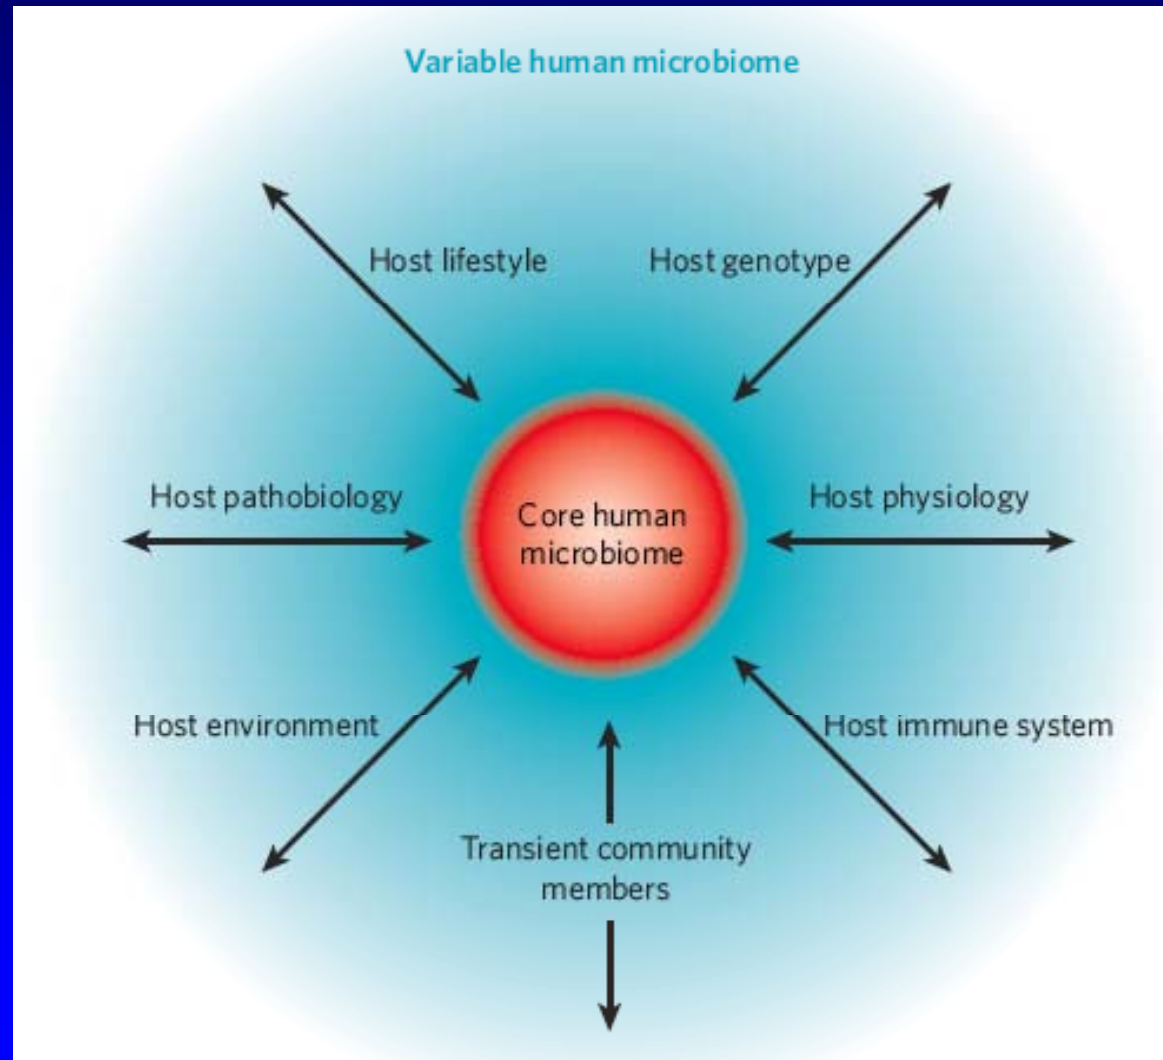 Variable human microbiome
Host lifestyle
Host genotype
Host pathobiology
Host physiology
Core human
microbiome
Host environment
Host immune system
Transient community
members